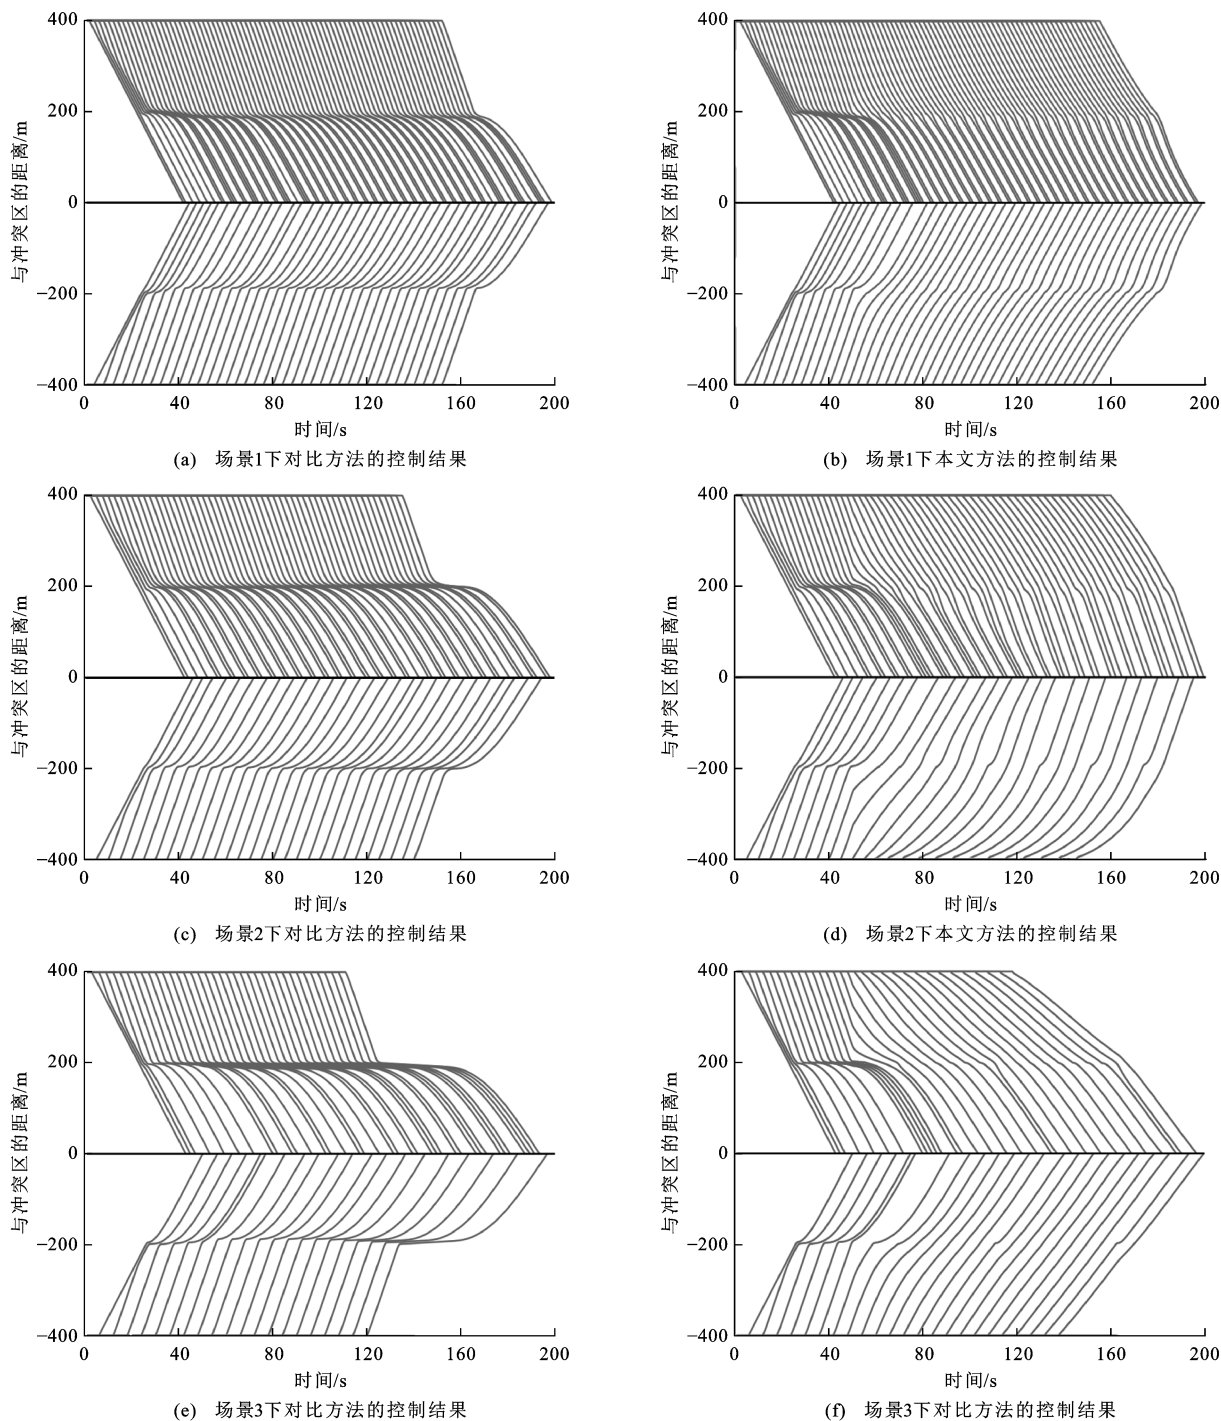 400
200
0
−200
−400
与冲突区的距离/m
0 40 80 120 160 200
时间/s
(a) 场景1下对比方法的控制结果
400
200
0
−200
−400
与冲突区的距离/m
0 40 80 120 160 200
时间/s
(b) 场景1下本文方法的控制结果
400
200
0
−200
−400
与冲突区的距离/m
0 40 80 120 160 200
时间/s
(c) 场景2下对比方法的控制结果
400
200
0
−200
−400
与冲突区的距离/m
0 40 80 120 160 200
时间/s
(d) 场景2下本文方法的控制结果
400
200
0
−200
−400
与冲突区的距离/m
0 40 80 120 160 200
时间/s
(e) 场景3下对比方法的控制结果
400
200
0
−200
−400
与冲突区的距离/m
0 40 80 120 160 200
时间/s
(f) 场景3下本文方法的控制结果